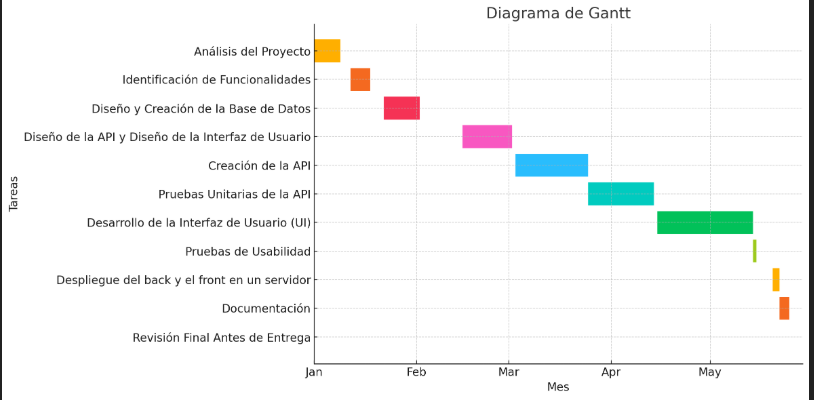 Diagrama de Gantt
Análisis del Proyecto
Identificación de Funcionalidades
Diseño y Creación de la Base de Datos
Diseño de la API y Diseño de la Interfaz de Usuario
Creación de la API
Pruebas Unitarias de la API
Desarrollo de la Interfaz de Usuario (UI)
Pruebas de Usabilidad
Despliegue del back y el front en un servidor
Documentación
Revisión Final Antes de Entrega
Tareas
Jan Feb Mar Apr May
Mes